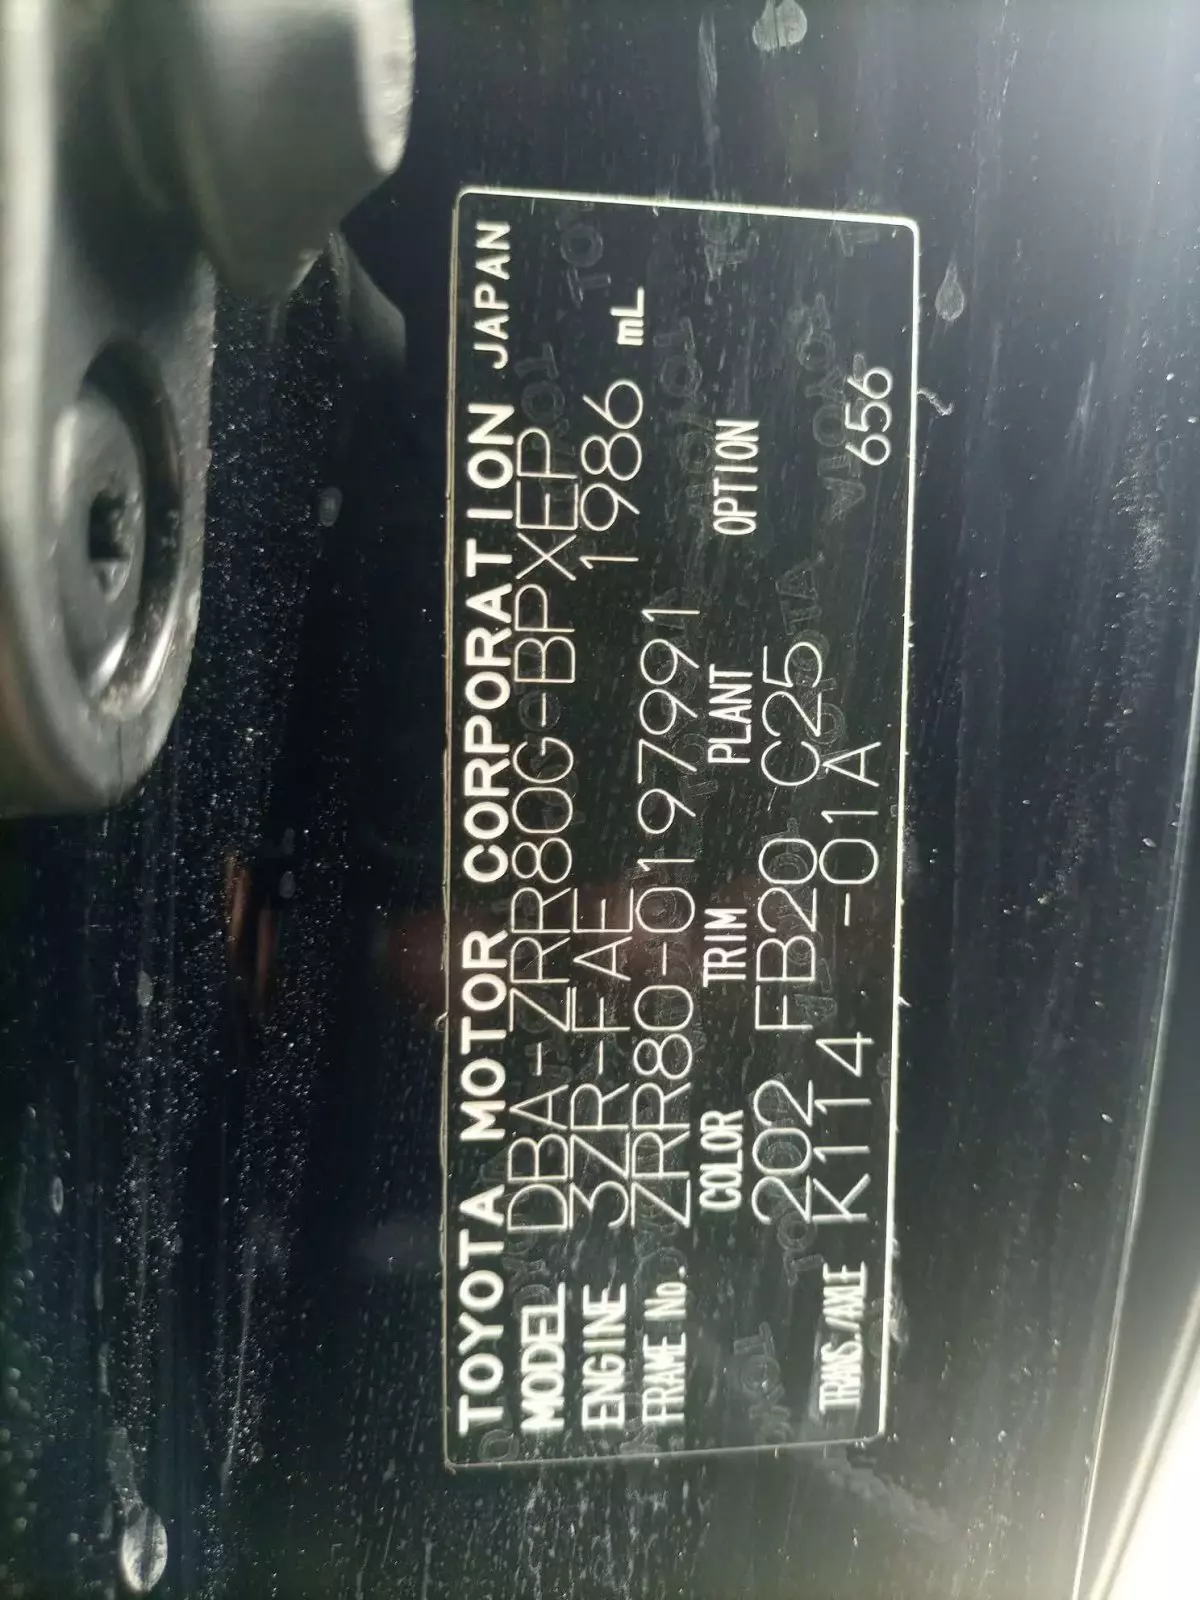 TOYOTA MOTOR CORPORATION JAPAN
MODEL DBA-ZRR80G-BPXEP
ENGINE 3ZR-FAE 1986 mL
FRAME No. ZRR80-0197991
COLOR TRIM PLANT OPTION
202 FB20 C25
TRANS./AXLE K114 -01A 656